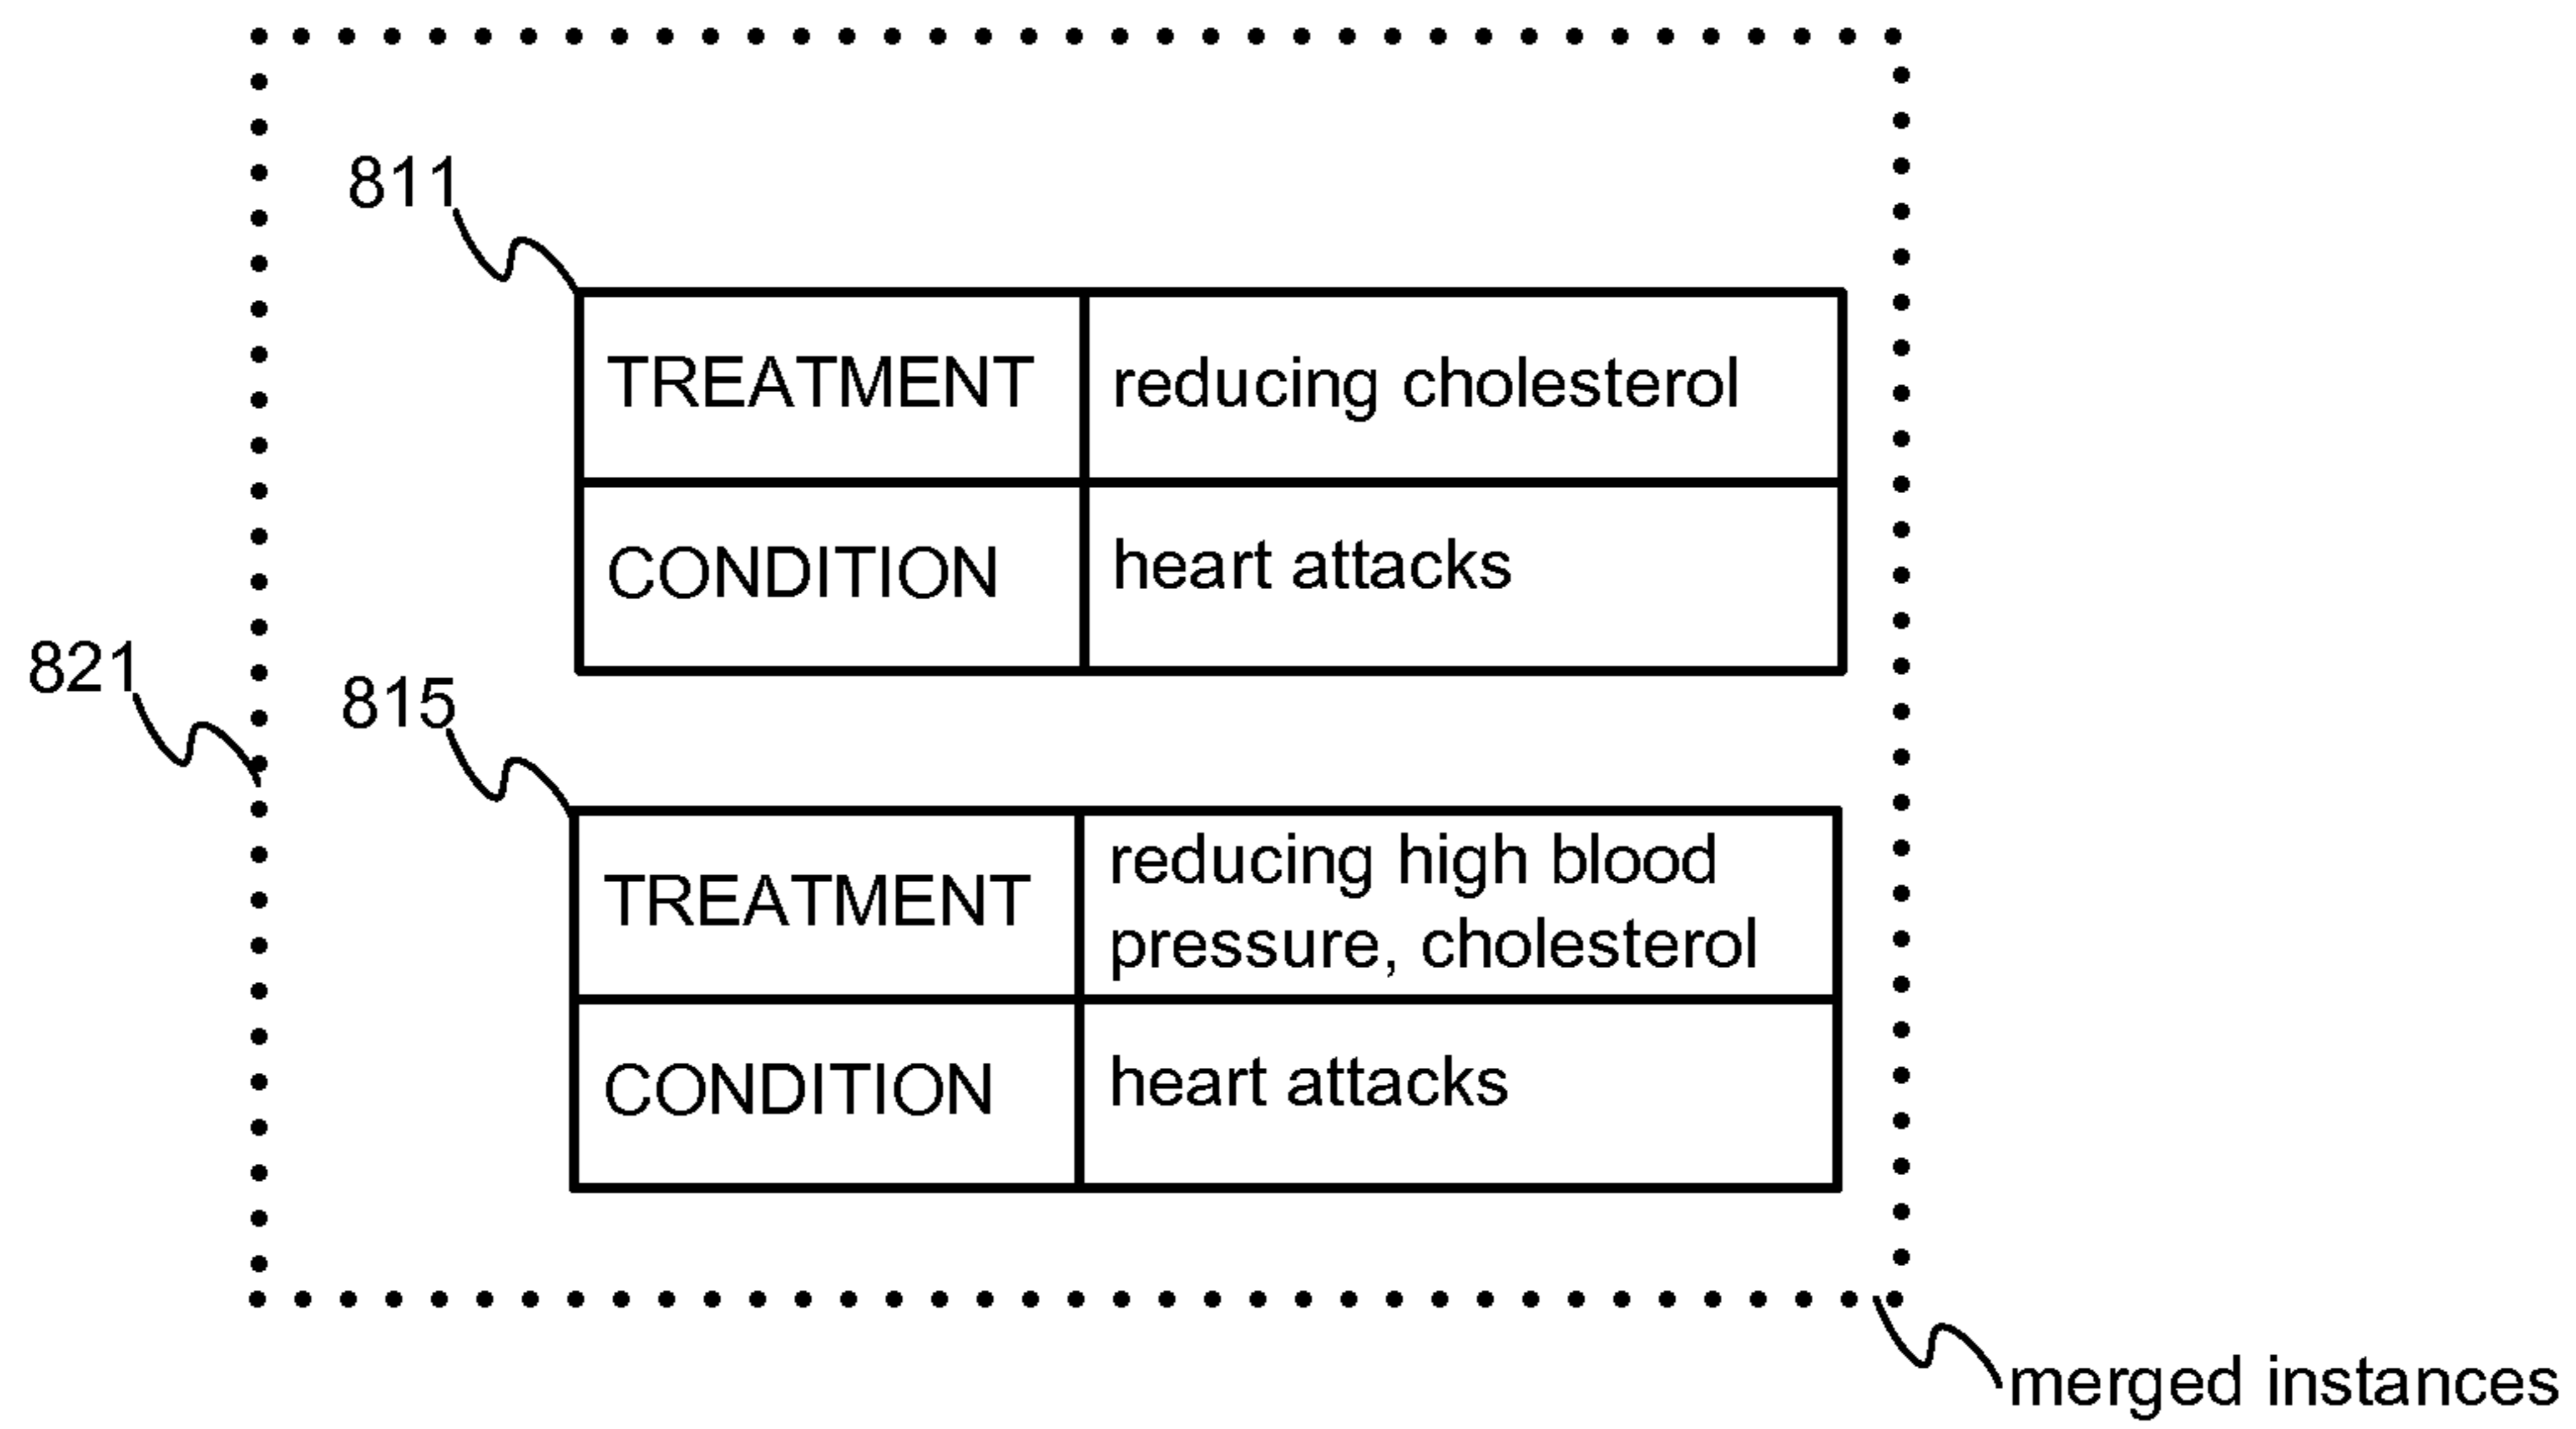 811
TREATMENT reducing cholesterol
CONDITION heart attacks
821
815
TREATMENT reducing high blood
pressure, cholesterol
CONDITION heart attacks
merged instances